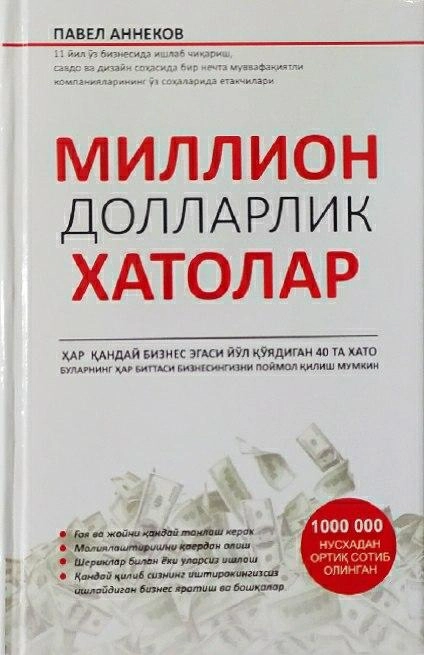 ПАВЕЛ АННЕКОВ
11 йил ўз бизнесида ишлаб чиқариш,
савдо ва дизайн соҳасида бир нечта муваффақиятли
компанияларининг ўз соҳаларида етакчилари
МИЛЛИОН
ДОЛЛАРЛИК
ХАТОЛАР
ҲАР ҚАНДАЙ БИЗНЕС ЭГАСИ ЙЎЛ ҚЎЯДИГАН 40 ТА ХАТО
БУЛАРНИНГ ҲАР БИТТАСИ БИЗНЕСИНГИЗНИ ПОЙМОЛ ҚИЛИШ МУМКИН
• Ғоя ва жойни қандай танлаш керак
• Молиялаштиришни қаердан олиш
• Шериклар билан ёки уларсиз ишлаш
• Қандай қилиб сизнинг иштирокингизсиз
ишлайдиган бизнес яратиш ва бошқалар.
1000 000
НУСХАДАН
ОРТИҚ СОТИБ
ОЛИНГАН